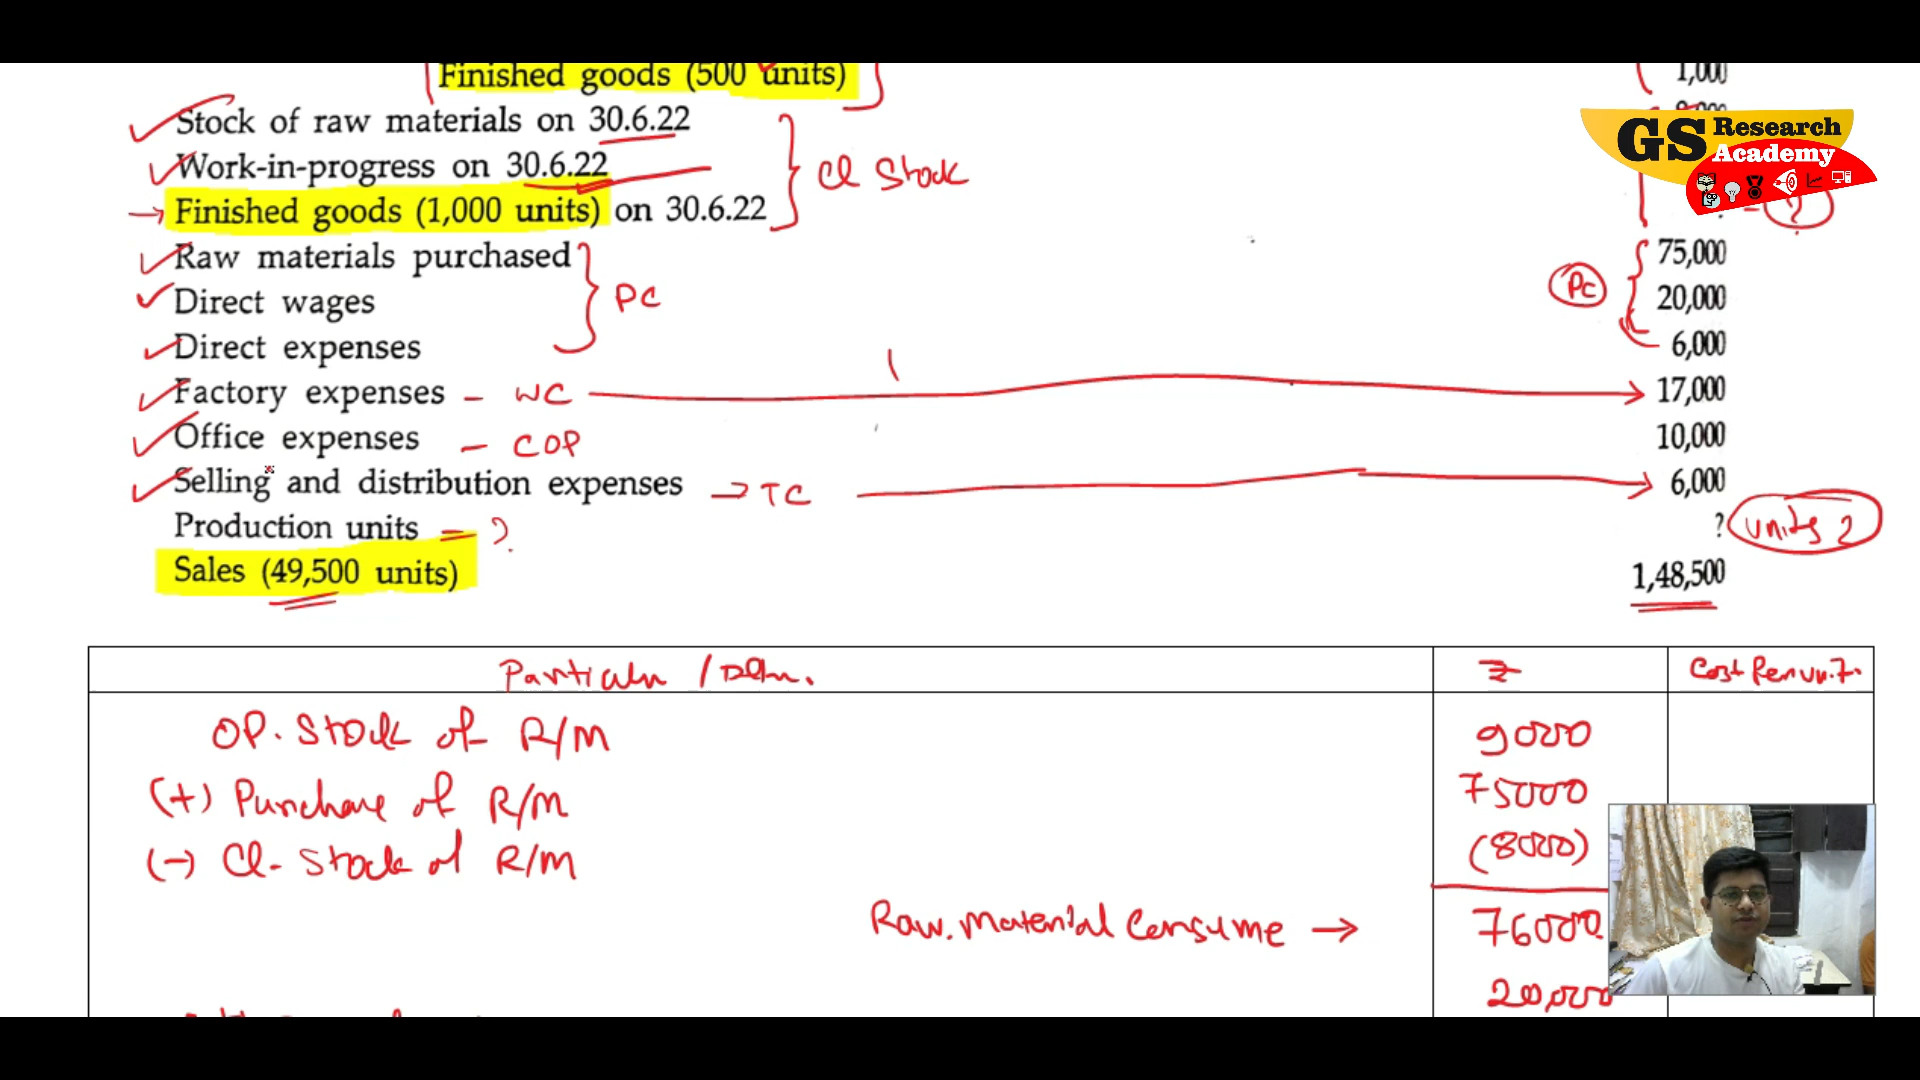 Finished goods (500 units) 1,000
Stock of raw materials on 30.6.22
GS Research Academy
Work-in-progress on 30.6.22
Cl Stock
Finished goods (1,000 units) on 30.6.22 - ?
Raw materials purchased 75,000
Direct wages 20,000
PC
PC
Direct expenses 6,000
Factory expenses - WC 17,000
Office expenses - COP 10,000
Selling and distribution expenses → TC 6,000
Production units = ? ? units ?
Sales (49,500 units) 1,48,500
₹ Cost Per unit.
OP. Stock of R/M 9000
(+) Purchase of R/M 75000
(-) Cl. Stock of R/M (8000)
Raw. Material Consume → 76000
20,000